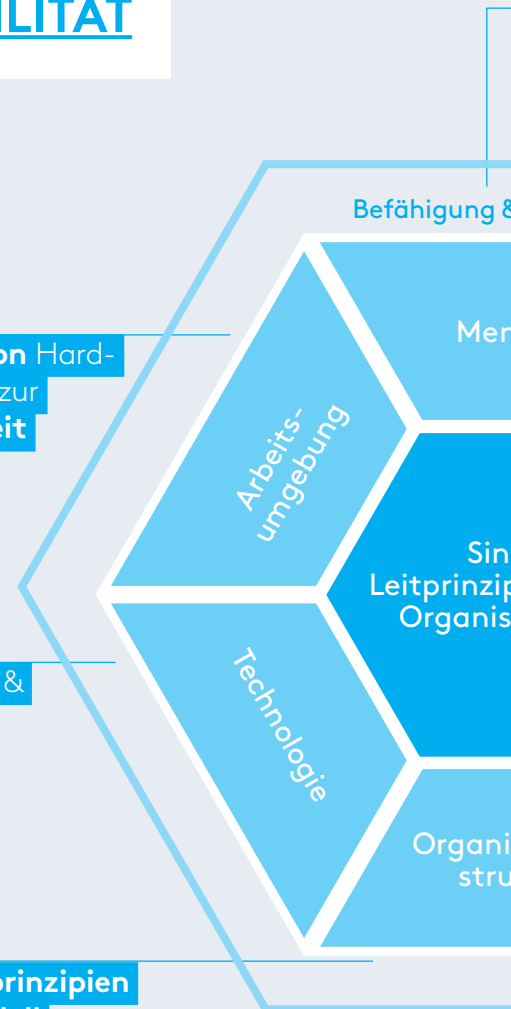 ILITÄT
Befähigung &
Men
on Hard-
zur
eit
Arbeits-
umgebung
Sin
Leitprinzip
Organis
&
Technologie
Organi
stru
prinzipien